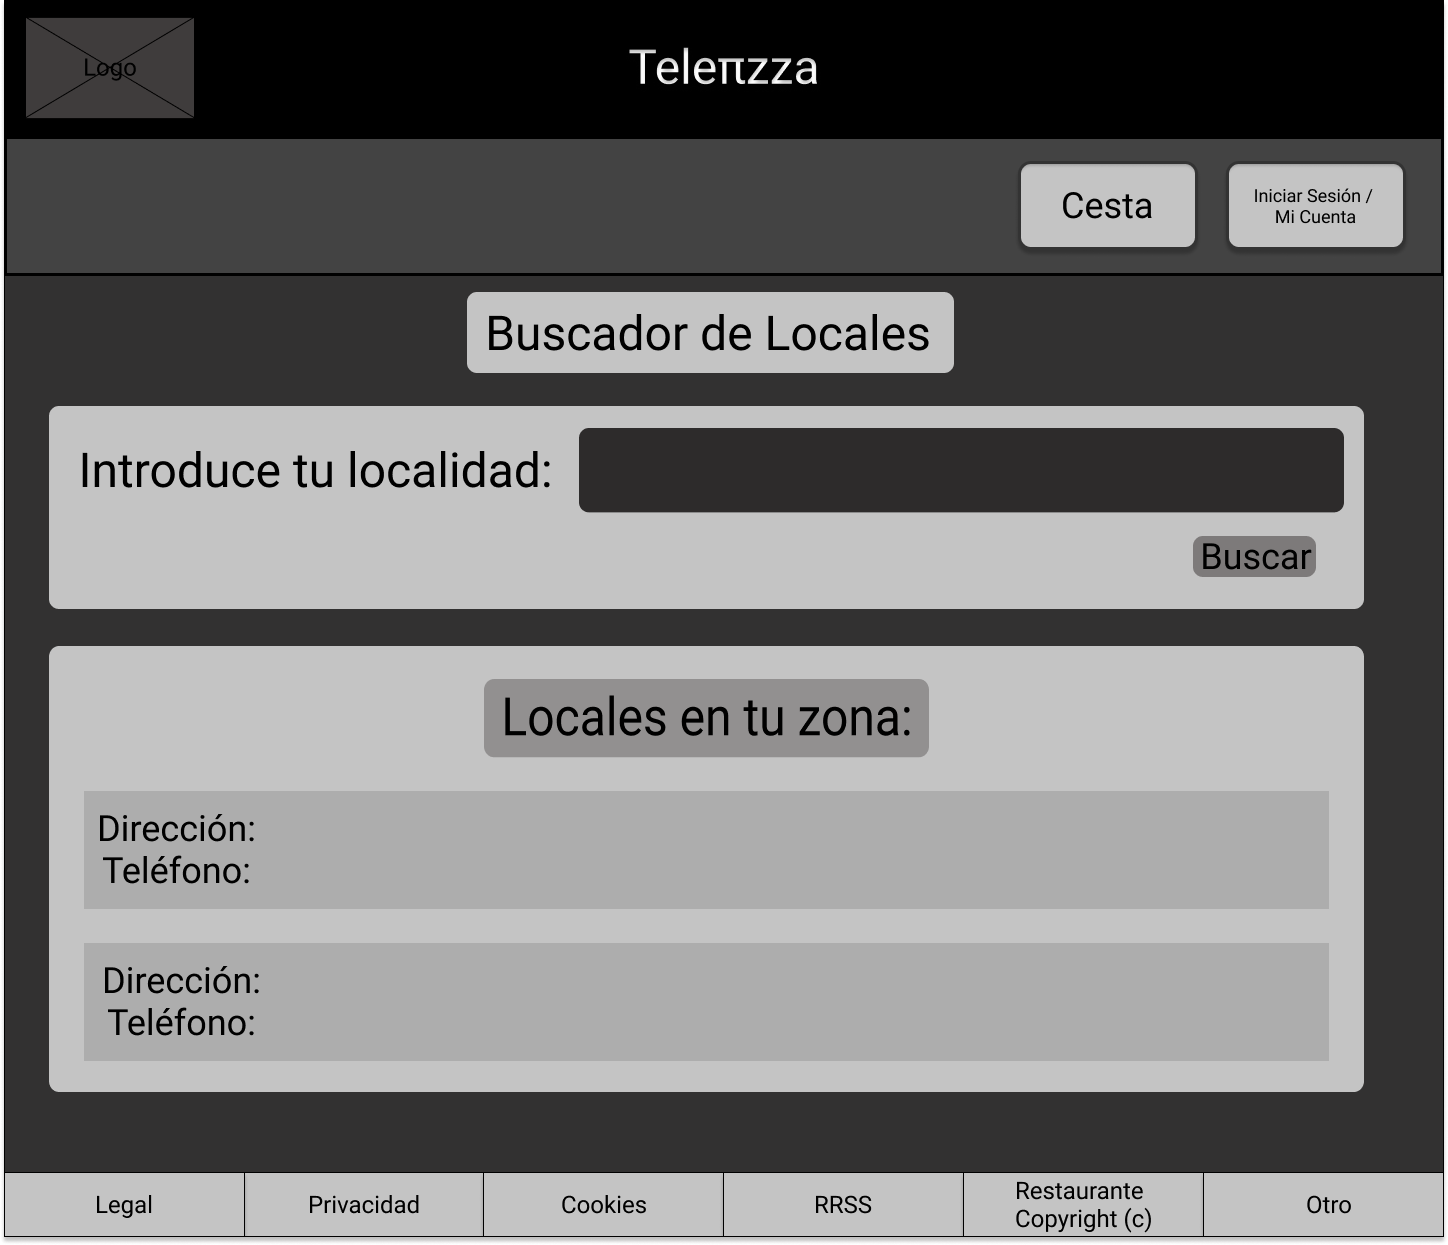 Logo
Teleπzza
Cesta
Iniciar Sesión /
Mi Cuenta
Buscador de Locales
Introduce tu localidad:
Buscar
Locales en tu zona:
Dirección:
Teléfono:
Dirección:
Teléfono:
Legal
Privacidad
Cookies
RRSS
Restaurante
Copyright (c)
Otro